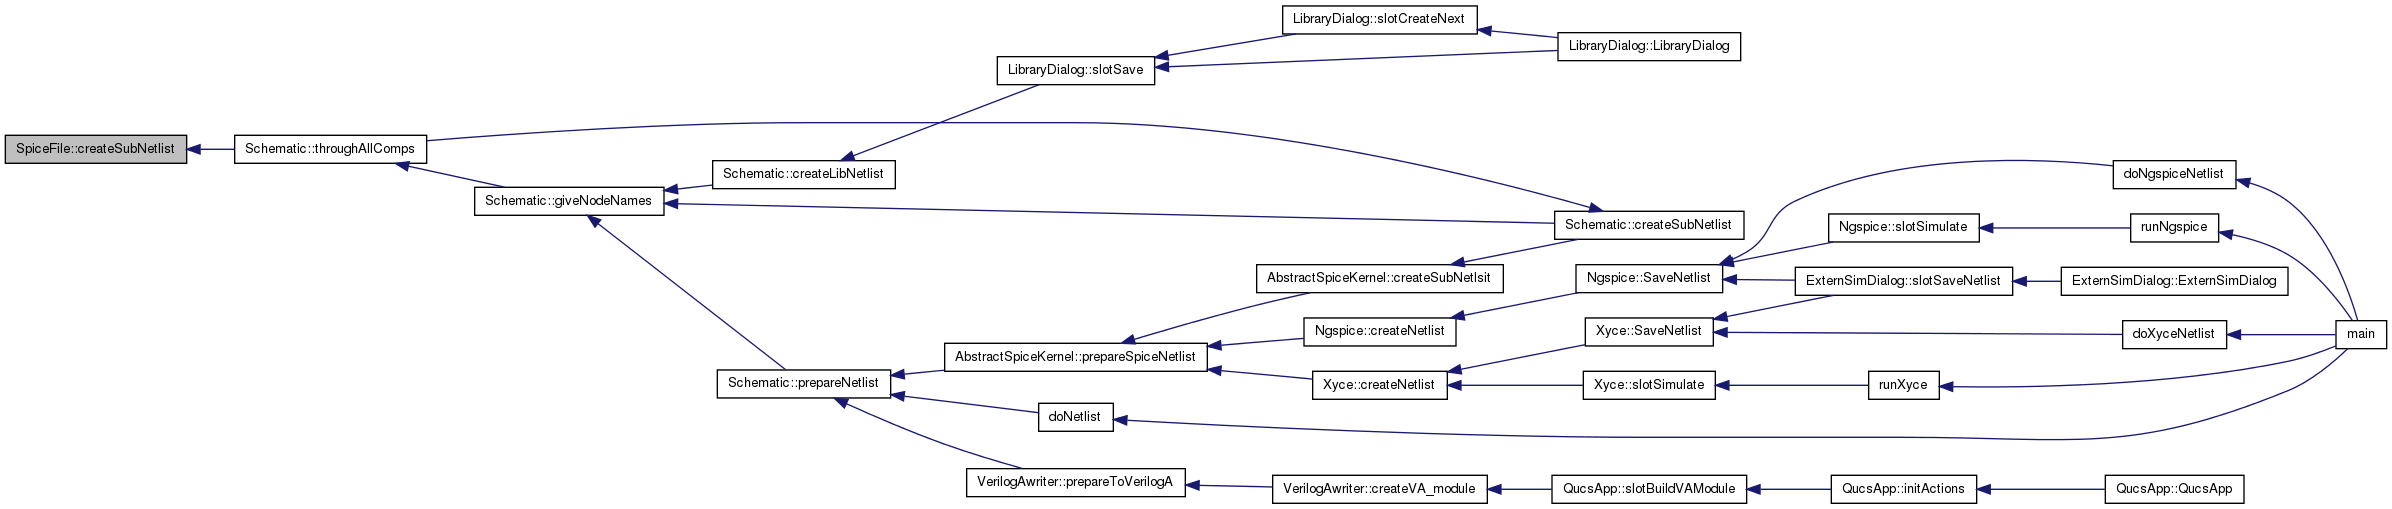 SpiceFile::createSubNetlist
Schematic::throughAllComps
Schematic::giveNodeNames
Schematic::createLibNetlist
LibraryDialog::slotSave
LibraryDialog::slotCreateNext
LibraryDialog::LibraryDialog
Schematic::createSubNetlist
Schematic::prepareNetlist
AbstractSpiceKernel::createSubNetlsit
AbstractSpiceKernel::prepareSpiceNetlist
Ngspice::createNetlist
Ngspice::SaveNetlist
doNgspiceNetlist
Ngspice::slotSimulate
runNgspice
ExternSimDialog::slotSaveNetlist
ExternSimDialog::ExternSimDialog
Xyce::createNetlist
Xyce::SaveNetlist
doXyceNetlist
Xyce::slotSimulate
runXyce
main
doNetlist
VerilogAwriter::prepareToVerilogA
VerilogAwriter::createVA_module
QucsApp::slotBuildVAModule
QucsApp::initActions
QucsApp::QucsApp